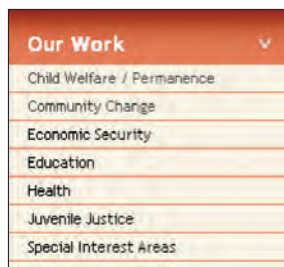 Our Work
Child Welfare / Permanence
Community Change
Economic Security
Education
Health
Juvenile Justice
Special Interest Areas